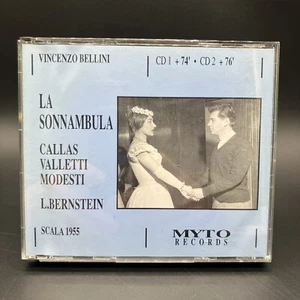 VINCENZO BELLINI
CD 1 + 74' • CD 2 + 76'
LA
SONNAMBULA
CALLAS
VALLETTI
MODESTI
L.BERNSTEIN
SCALA 1955
MYTO
RECORDS